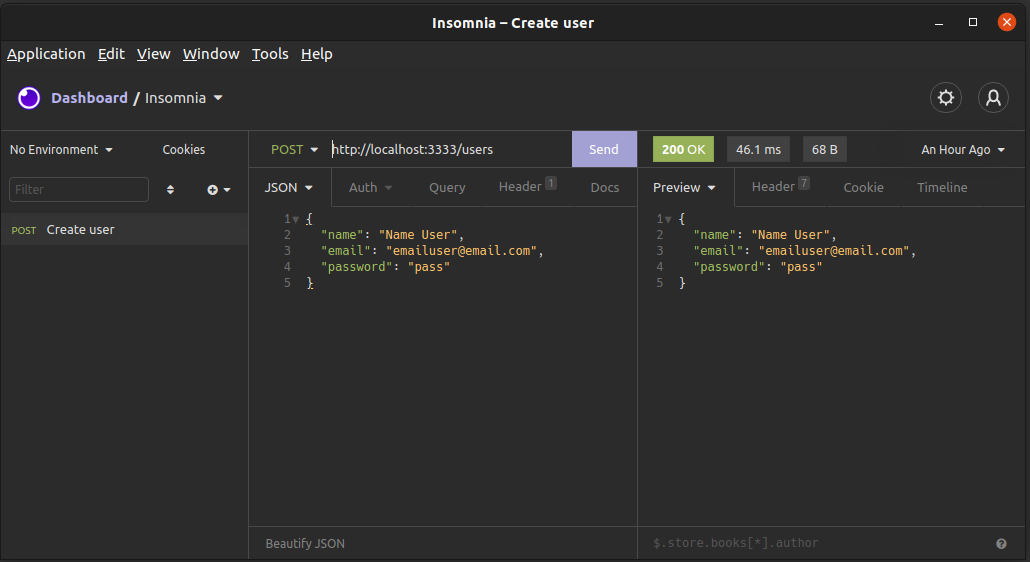 Insomnia – Create user
Application Edit View Window Tools Help
Dashboard / Insomnia
No Environment Cookies
POST http://localhost:3333/users Send
200 OK 46.1 ms 68 B An Hour Ago
Filter
JSON Auth Query Header 1 Docs
Preview Header 7 Cookie Timeline
POST Create user
1 {
2 "name": "Name User",
3 "email": "emailuser@email.com",
4 "password": "pass"
5 }
1 {
2 "name": "Name User",
3 "email": "emailuser@email.com",
4 "password": "pass"
5 }
Beautify JSON
$.store.books[*].author